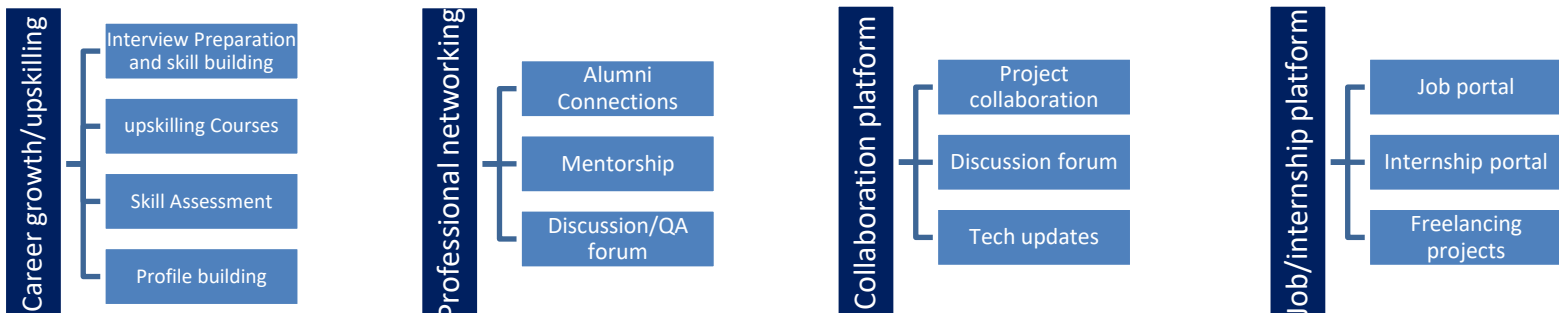 Career growth/upskilling
Interview Preparation
and skill building
upskilling Courses
Skill Assessment
Profile building
Professional networking
Alumni
Connections
Mentorship
Discussion/QA
forum
Collaboration platform
Project
collaboration
Discussion forum
Tech updates
Job/internship platform
Job portal
Internship portal
Freelancing
projects